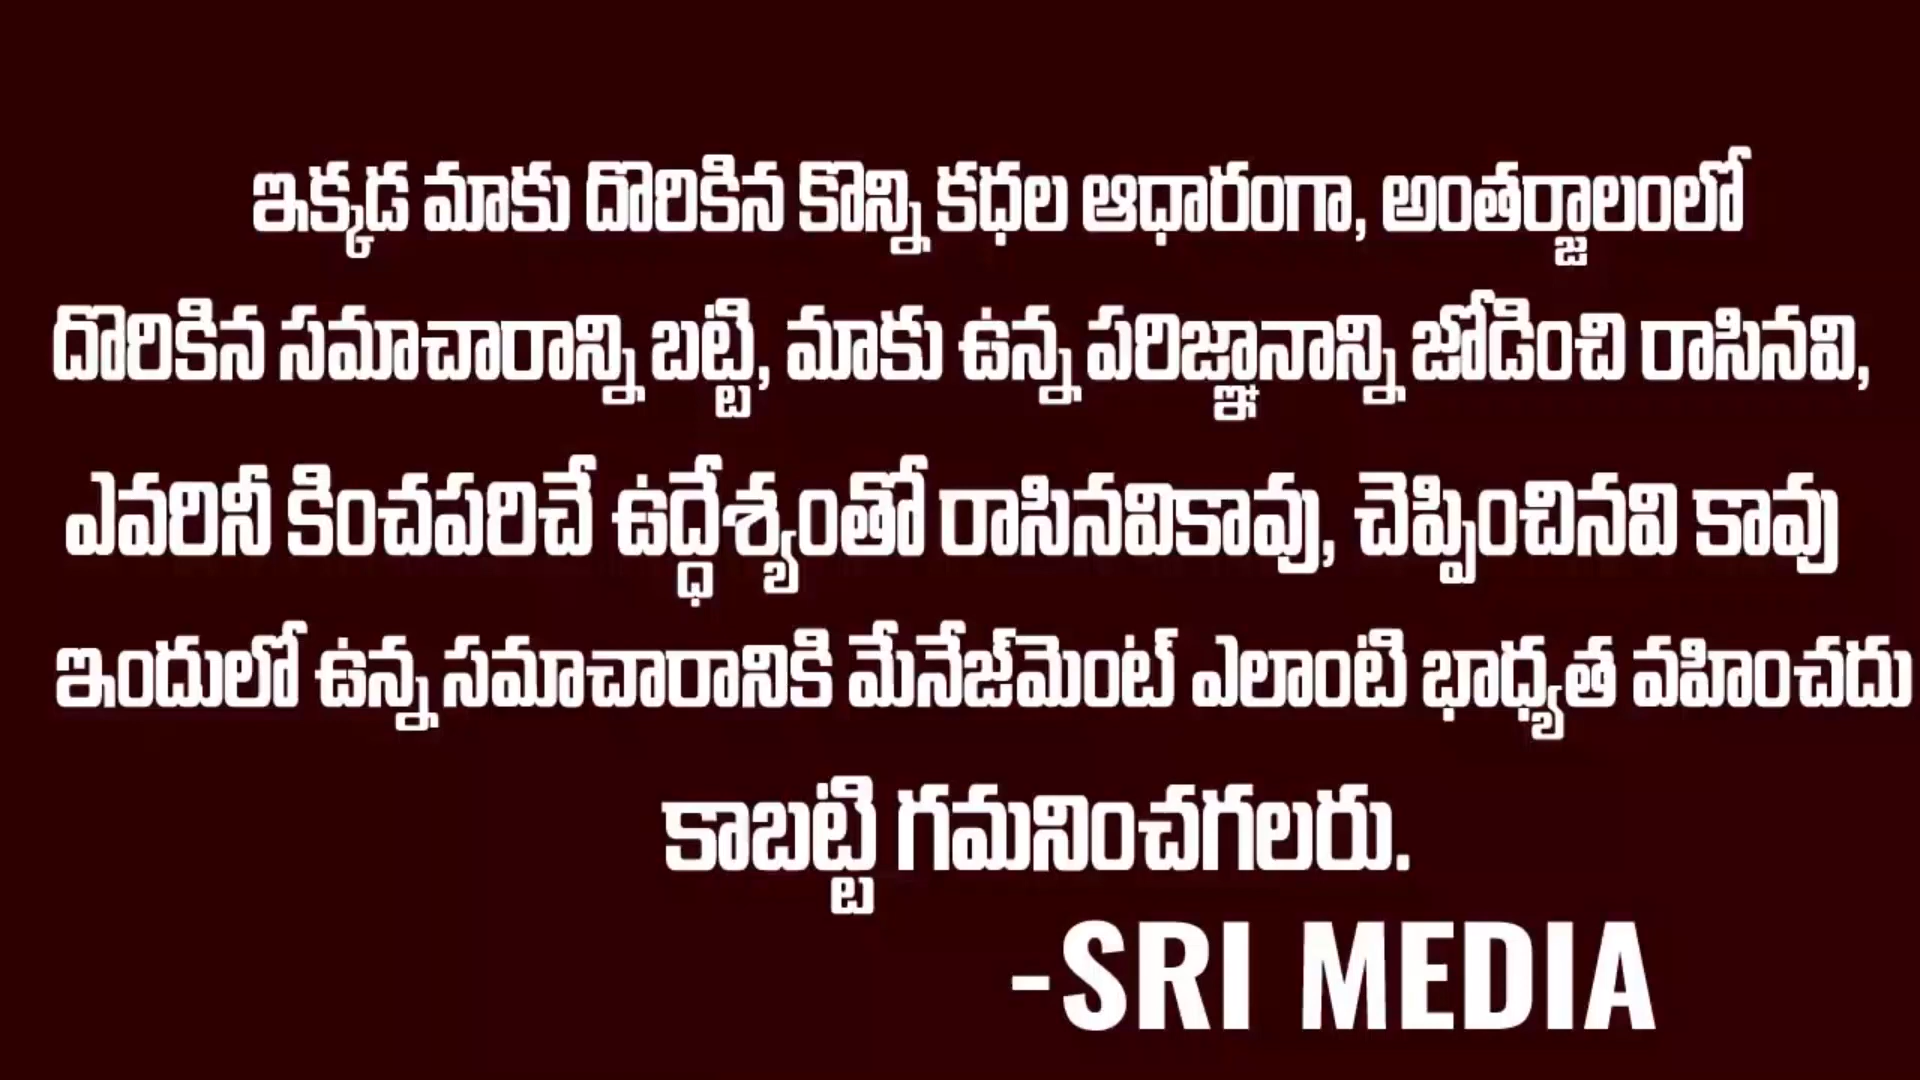 ఇక్కడ మాకు దొరికిన కొన్ని కధల ఆధారంగా, అంతర్జాలంలో
దొరికిన సమాచారాన్ని బట్టి, మాకు ఉన్న పరిజ్ఞానాన్ని జోడించి రాసినవి,
ఎవరినీ కించపరిచే ఉద్ధేశ్యంతో రాసినవికావు, చెప్పించినవి కావు
ఇందులో ఉన్న సమాచారానికి మేనేజ్‌మెంట్ ఎలాంటి భాధ్యత వహించదు
కాబట్టి గమనించగలరు.
-SRI MEDIA